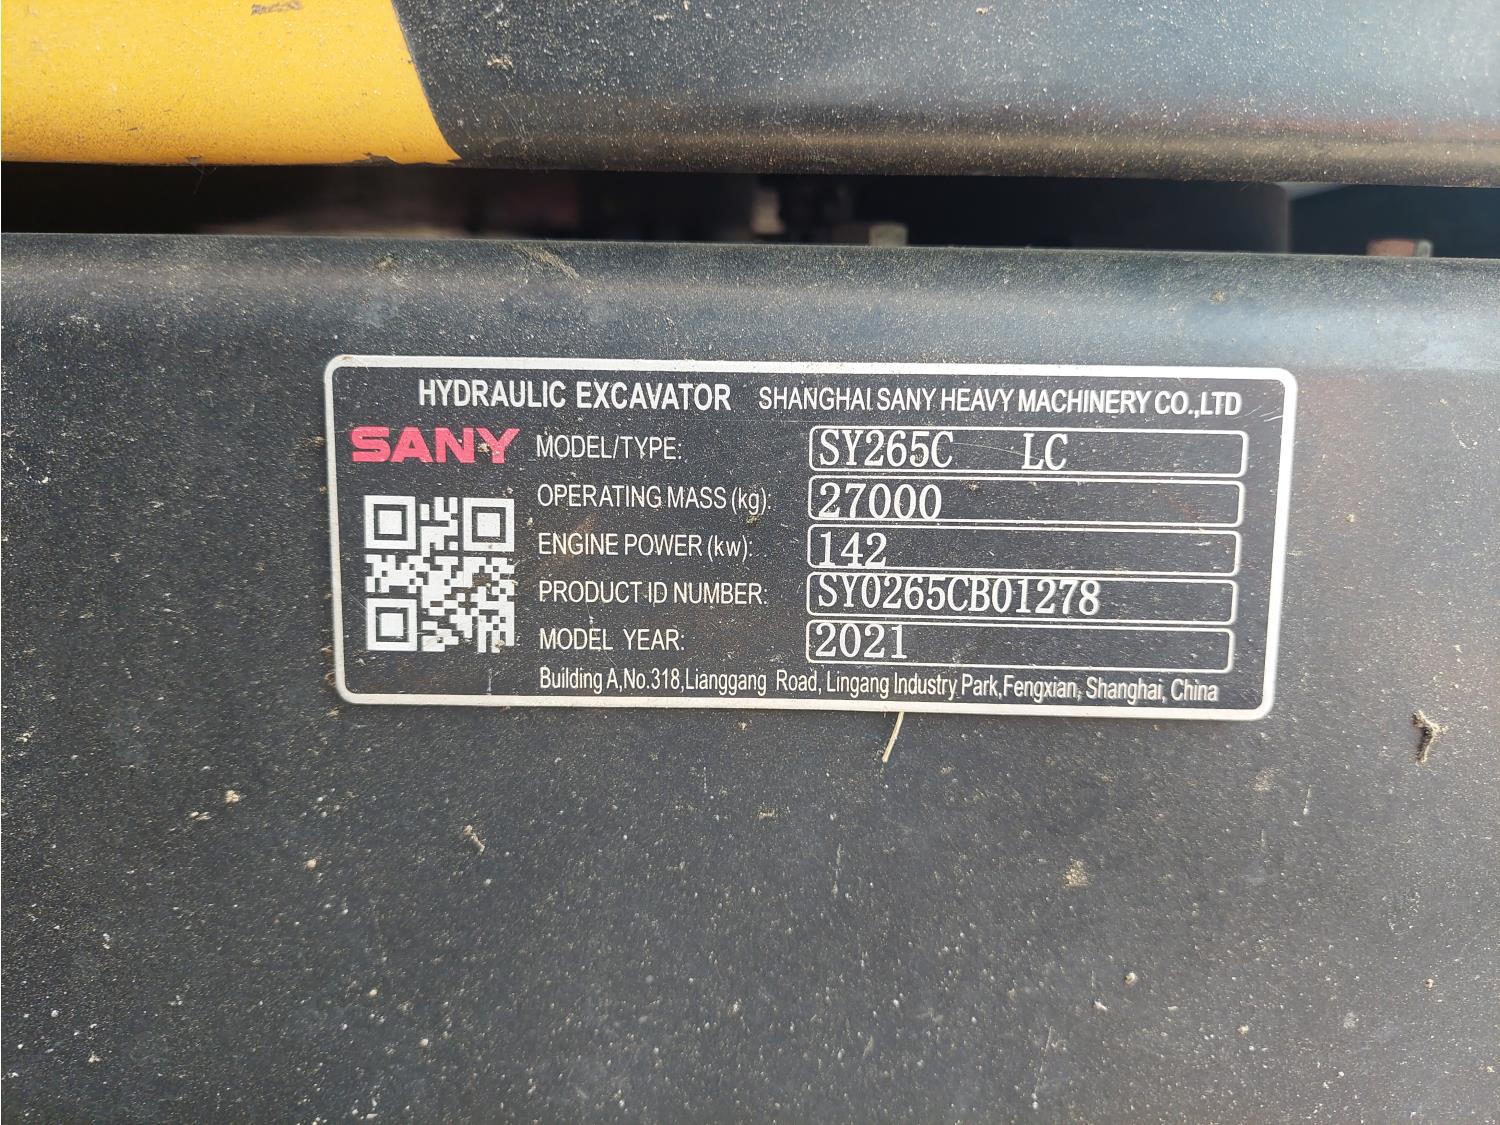 HYDRAULIC EXCAVATOR SHANGHAI SANY HEAVY MACHINERY CO.,LTD
SANY MODEL/TYPE: SY265C LC
OPERATING MASS (kg): 27000
ENGINE POWER (kw): 142
PRODUCT ID NUMBER: SY0265CB01278
MODEL YEAR: 2021
Building A,No.318,Lianggang Road, Lingang Industry Park,Fengxian, Shanghai, China